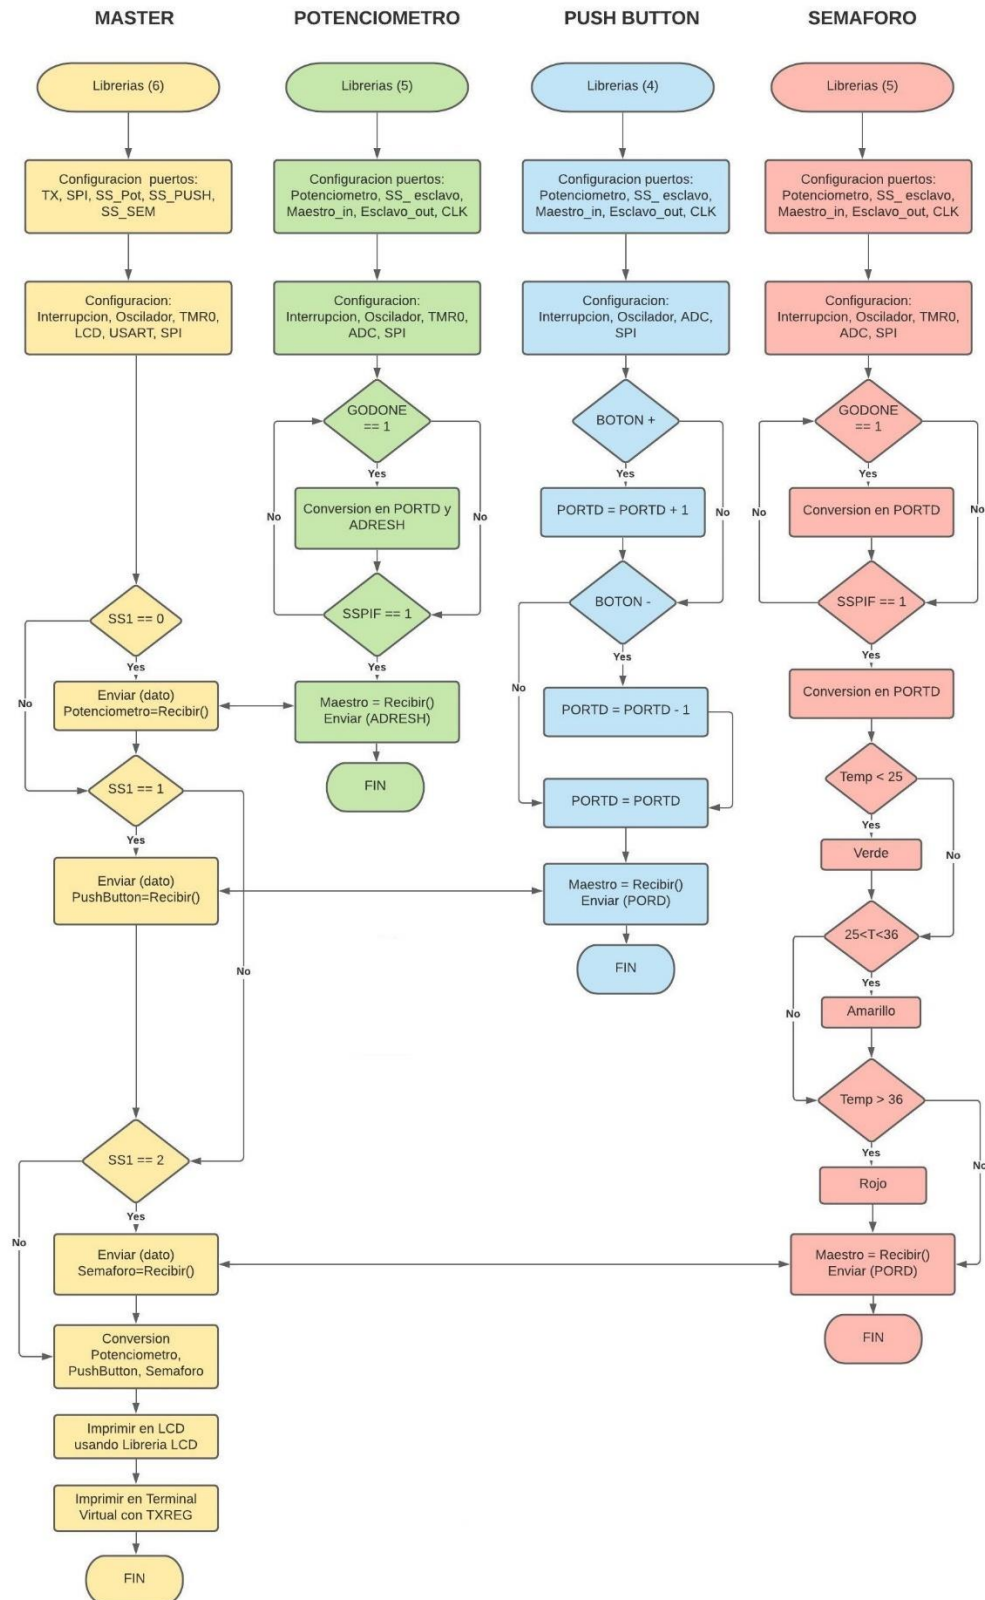 MASTER
Librerias (6)
Configuracion puertos:
TX, SPI, SS_Pot, SS_PUSH,
SS_SEM
Configuracion:
Interrupcion, Oscilador, TMR0,
LCD, USART, SPI
SS1 == 0
Yes
No
Enviar (dato)
Potenciometro=Recibir()
SS1 == 1
Yes
No
Enviar (dato)
PushButton=Recibir()
SS1 == 2
Yes
No
Enviar (dato)
Semaforo=Recibir()
Conversion
Potenciometro,
PushButton, Semaforo
Imprimir en LCD
usando Libreria LCD
Imprimir en Terminal
Virtual con TXREG
FIN
POTENCIOMETRO
Librerias (5)
Configuracion puertos:
Potenciometro, SS_ esclavo,
Maestro_in, Esclavo_out, CLK
Configuración:
Interrupcion, Oscilador, TMR0,
ADC, SPI
GODONE
== 1
Yes
No
No
Conversion en PORTD y
ADRESH
SSPIF == 1
Yes
Maestro = Recibir()
Enviar (ADRESH)
FIN
PUSH BUTTON
Librerias (4)
Configuracion puertos:
Potenciometro, SS_ esclavo,
Maestro_in, Esclavo_out, CLK
Configuración:
Interrupcion, Oscilador, ADC,
SPI
BOTON +
Yes
No
PORTD = PORTD + 1
BOTON -
Yes
No
PORTD = PORTD - 1
PORTD = PORTD
Maestro = Recibir()
Enviar (PORD)
FIN
SEMAFORO
Librerias (5)
Configuracion puertos:
Potenciometro, SS_ esclavo,
Maestro_in, Esclavo_out, CLK
Configuración:
Interrupcion, Oscilador, TMR0,
ADC, SPI
GODONE
== 1
Yes
No
No
Conversion en PORTD
SSPIF == 1
Yes
Conversion en PORTD
Temp < 25
Yes
No
Verde
25<T<36
Yes
No
Amarillo
Temp > 36
Yes
No
Rojo
Maestro = Recibir()
Enviar (PORD)
FIN